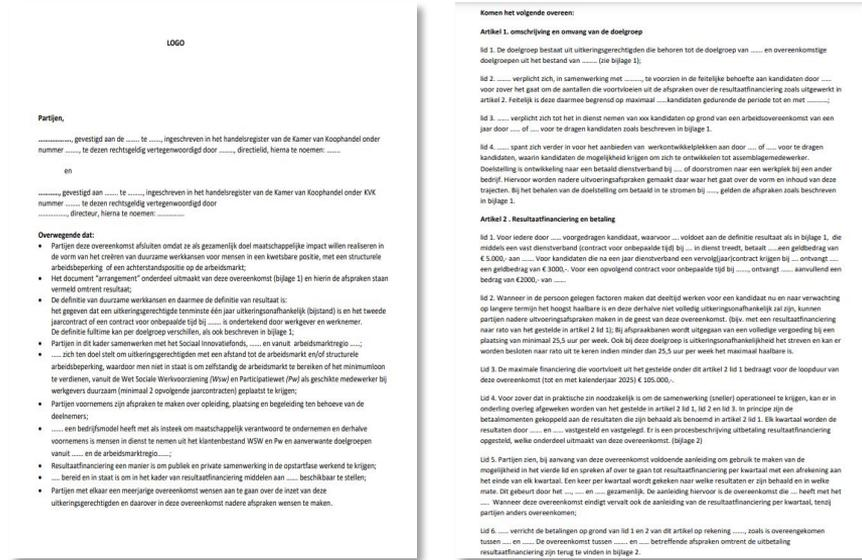 LOGO
Partijen,
............., gevestigd aan de ...... te ......, ingeschreven in het handelsregister van de Kamer van Koophandel onder
nummer ......., te dezen rechtsgeldig vertegenwoordigd door ........, directielid, hierna te noemen: .......
en
............, gevestigd aan ...... te ......, ingeschreven in het handelsregister van de Kamer van Koophandel onder KVK
nummer ....... te dezen rechtsgeldig vertegenwoordigd door
............., directeur, hierna te noemen: .............
Overwegende dat:
• Partijen deze overeenkomst afsluiten omdat ze als gezamenlijk doel maatschappelijke impact willen realiseren in
de vorm van het creëren van duurzame werkkansen voor mensen in een kwetsbare positie, met een structurele
arbeidsbeperking of een achterstandspositie op de arbeidsmarkt;
• Het document "arrangement" onderdeel uitmaakt van deze overeenkomst (bijlage 1) en hierin de afspraken staan
vermeld omtrent resultaat;
• De definitie van duurzame werkkansen en daarmee de definitie van resultaat is:
het gegeven dat een uitkeringsgerechtigde tenminste één jaar uitkeringsonafhankelijk (bijstand) is en het tweede
jaarcontract of een contract voor onbepaalde tijd bij ...... is ondertekend door werkgever en werknemer.
De definitie fulltime kan per doelgroep verschillen, als ook beschreven in bijlage 1;
• Partijen in dit kader samenwerken met het Sociaal Innovatiefonds, ...... en vanuit arbeidsmarktregio .....;
• ...... zich ten doel stelt om uitkeringsgerechtigden met een afstand tot de arbeidsmarkt en/of structurele
arbeidsbeperking, waardoor men niet in staat is om zelfstandig de arbeidsmarkt te bereiken of het minimumloon
te verdienen, vanuit de Wet Sociale Werkvoorziening (Wsw) en Participatiewet (Pw) als geschikte medewerker bij
werkgevers duurzaam (minimaal 2 opvolgende jaarcontracten) geplaatst te krijgen;
• Partijen voornemens zijn afspraken te maken over opleiding, plaatsing en begeleiding ten behoeve van de
deelnemers;
• ...... een bedrijfsmodel heeft met als insteek om maatschappelijk verantwoord te ondernemen en derhalve
voornemens is mensen in dienst te nemen uit het klantenbestand WSW en Pw en aanverwante doelgroepen
vanuit ...... en de arbeidsmarktregio.....;
• Resultaatfinanciering een manier is om publiek en private samenwerking in de opstartfase werkend te krijgen;
• ..... bereid en in staat is om in het kader van resultaatfinanciering middelen aan ...... beschikbaar te stellen;
• Partijen met elkaar een meerjarige overeenkomst wensen aan te gaan over de inzet van deze
uitkeringsgerechtigden en daarover in deze overeenkomst nadere afspraken wensen te maken.
Komen het volgende overeen:
Artikel 1. omschrijving en omvang van de doelgroep
lid 1. De doelgroep bestaat uit uitkeringsgerechtigden die behoren tot de doelgroep van ...... en overeenkomstige
doelgroepen uit het bestand van ........ (zie bijlage 1);
lid 2. ....... verplicht zich, in samenwerking met ........, te voorzien in de feitelijke behoefte aan kandidaten door .....
voor zover het gaat om de aantallen die voortvloeien uit de afspraken over de resultaatfinanciering zoals uitgewerkt in
artikel 2. Feitelijk is deze daarmee begrensd op maximaal .....kandidaten gedurende de periode tot en met ..........;
lid 3. ...... verplicht zich tot het in dienst nemen van xxx kandidaten op grond van een arbeidsovereenkomst van een
jaar door ..... of ..... voor te dragen kandidaten zoals beschreven in bijlage 1.
lid 4. ...... spant zich verder in voor het aanbieden van werkontwikkelplekken aan door ..... of ..... voor te dragen
kandidaten, waarin kandidaten de mogelijkheid krijgen om zich te ontwikkelen tot assemblagemedewerker.
Doelstelling is ontwikkeling naar een betaald dienstverband bij ..... of doorstromen naar een werkplek bij een ander
bedrijf. Hiervoor worden nadere uitvoeringsafspraken gemaakt daar waar het gaat over de vorm en inhoud van deze
trajecten. Bij het behalen van de doelstelling om betaald in te stromen bij ....., gelden de afspraken zoals beschreven
in bijlage 1.
Artikel 2 . Resultaatfinanciering en betaling
lid 1. Voor iedere door ...... voorgedragen kandidaat, waarvoor .... voldoet aan de definitie resultaat als in bijlage 1, die
middels een vast dienstverband (contract voor onbepaalde tijd) bij .... in dienst treedt, betaalt .....een geldbedrag van
€ 5.000,- aan ..... Voor kandidaten die na een jaar dienstverband een vervolg(jaar)contract krijgen bij .... ontvangt .....
een geldbedrag van € 3000,-. Voor een opvolgend contract voor onbepaalde tijd bij ......, ontvangt ..... aanvullend een
bedrag van €2000,- van ......
lid 2. Wanneer in de persoon gelegen factoren maken dat deeltijd werken voor een kandidaat nu en naar verwachting
op langere termijn het hoogst haalbare is en deze derhalve niet volledig uitkeringsonafhankelijk zal zijn, kunnen
partijen nadere uitvoeringsafspraken maken in de geest van deze overeenkomst. (bijv. met een resultaatfinanciering
naar rato van het gestelde in artikel 2 lid 1); Bij afspraakbanen wordt uitgegaan van een volledige vergoeding bij een
plaatsing van minimaal 25,5 uur per week. Ook bij deze doelgroep is uitkeringsonafhankelijkheid het streven en kan er
worden besloten naar rato uit te keren indien minder dan 25,5 uur per week het maximaal haalbare is.
Lid 3. De maximale financiering die voortvloeit uit het gestelde onder dit artikel 2 lid 1 bedraagt voor de looptijd van
deze overeenkomst (tot en met kalenderjaar 2025) € 105.000,-.
Lid 4. Voor zover dat in praktische zin noodzakelijk is om de samenwerking (sneller) operationeel te krijgen, kan er in
onderling overleg afgeweken worden van het gestelde in artikel 2 lid 1, lid 2 en lid 3. In principe zijn de
betaalmomenten gekoppeld aan de resultaten die zijn behaald als benoemd in artikel 2 lid 1. Elk kwartaal worden de
resultaten door ...... en ..... vastgesteld en vastgelegd. Er is een procesbeschrijving uitbetaling resultaatfinanciering
opgesteld, welke onderdeel uitmaakt van deze overeenkomst. (bijlage 2)
Lid 5. Partijen zien, bij aanvang van deze overeenkomst voldoende aanleiding om gebruik te maken van de
mogelijkheid in het vierde lid en spreken af over te gaan tot resultaatfinanciering per kwartaal met een afrekening aan
het einde van elk kwartaal. Een keer per kwartaal wordt gekeken naar welke resultaten er zijn behaald en in welke
mate. Dit gebeurt door het ...., ..... en ..... gezamenlijk. De aanleiding hiervoor is de overeenkomst die .... heeft met het
..... Wanneer deze overeenkomst eindigt vervalt ook de aanleiding van de resultaatfinanciering per kwartaal, tenzij
partijen anders overeenkomen;
Lid 6. ...... verricht de betalingen op grond van lid 1 en 2 van dit artikel op rekening ......., zoals is overeengekomen
tussen .... en ...... De overeenkomst tussen ....... en ..... betreffende afspraken omtrent de uitbetaling
resultaatfinanciering zijn terug te vinden in bijlage 2.